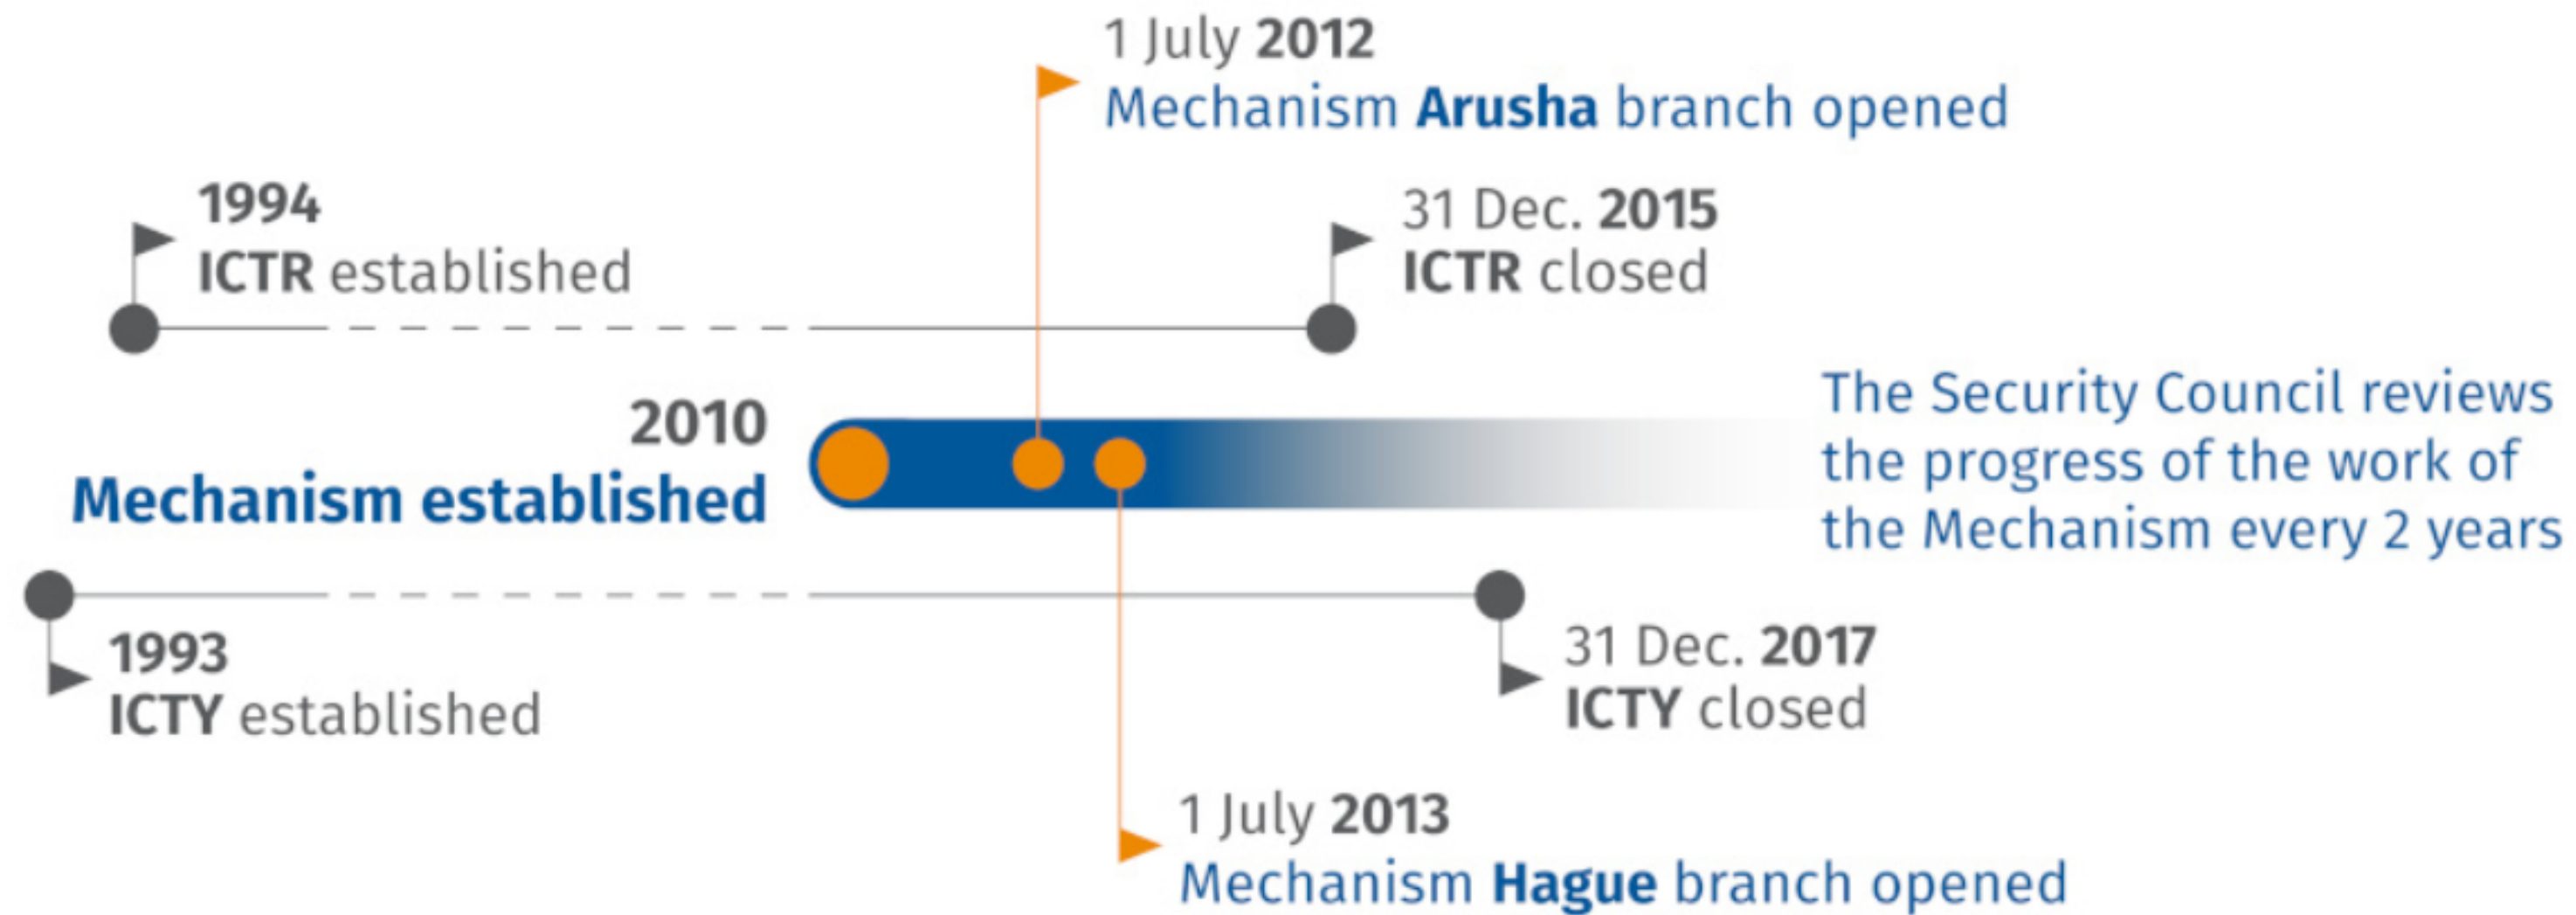 1 July 2012
Mechanism Arusha branch opened
1994
ICTR established
31 Dec. 2015
ICTR closed
2010
Mechanism established
The Security Council reviews
the progress of the work of
the Mechanism every 2 years
1993
ICTY established
31 Dec. 2017
ICTY closed
1 July 2013
Mechanism Hague branch opened